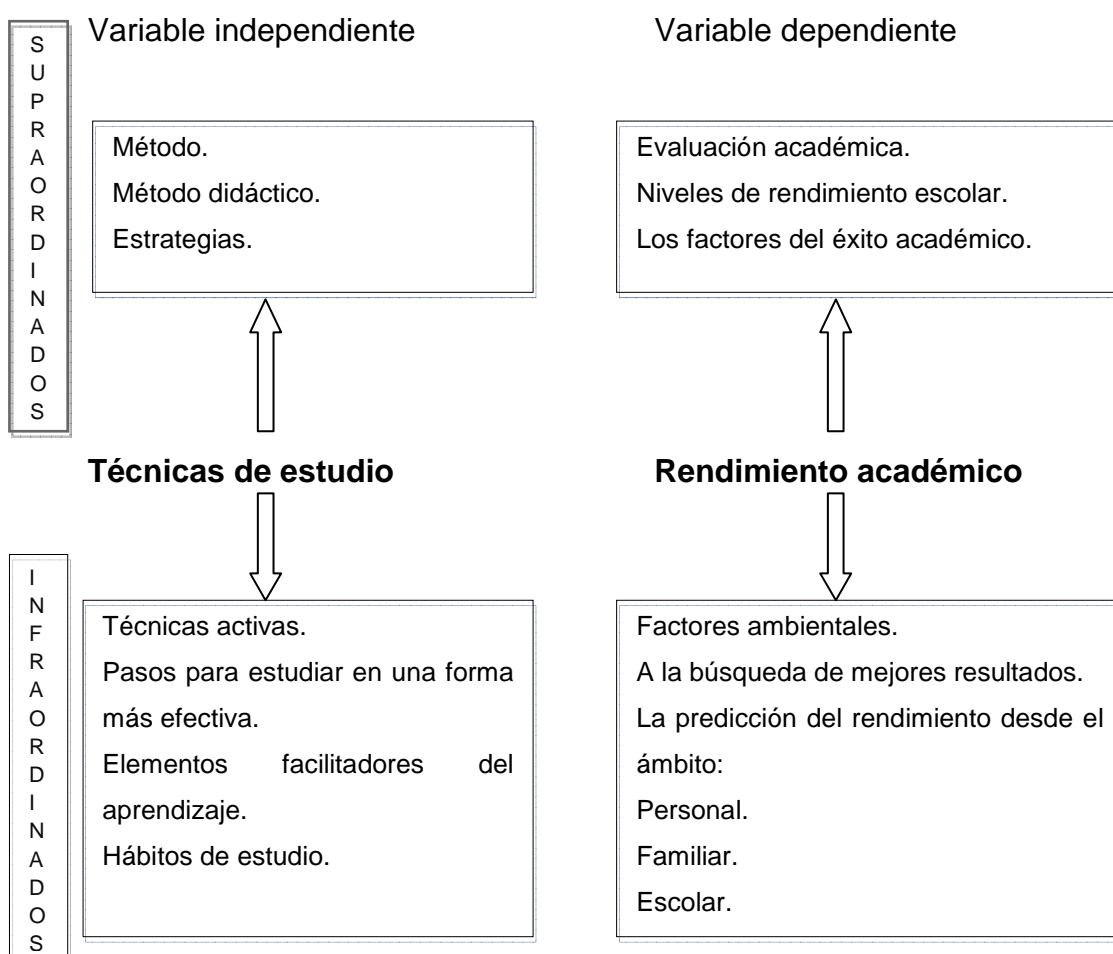 SUPRAORDINADOS
Variable independiente
Variable dependiente
Método.
Método didáctico.
Estrategias.
Evaluación académica.
Niveles de rendimiento escolar.
Los factores del éxito académico.
Técnicas de estudio
Rendimiento académico
INFRAORDINADOS
Técnicas activas.
Pasos para estudiar en una forma
más efectiva.
Elementos facilitadores del
aprendizaje.
Hábitos de estudio.
Factores ambientales.
A la búsqueda de mejores resultados.
La predicción del rendimiento desde el
ámbito:
Personal.
Familiar.
Escolar.